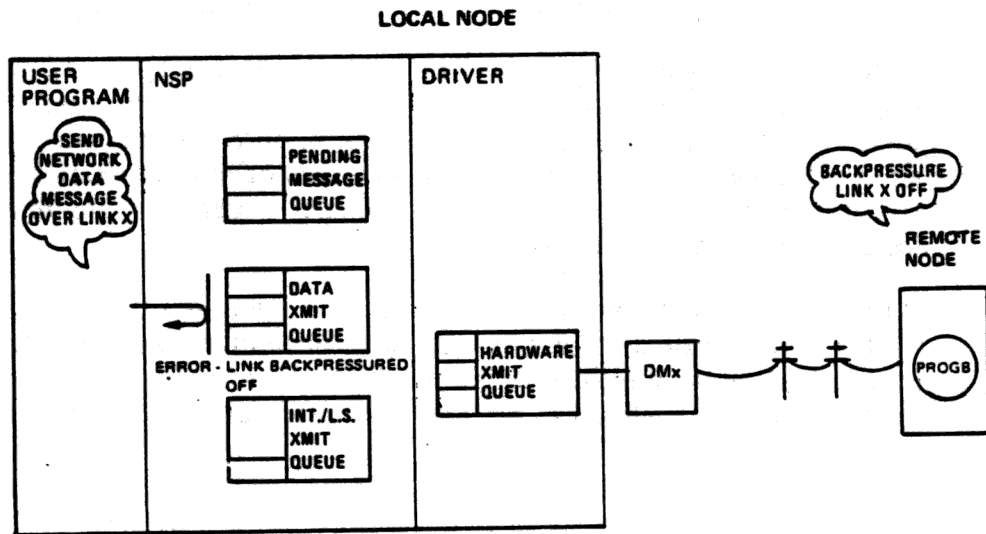 LOCAL NODE
USER
PROGRAM
NSP
DRIVER
SEND
NETWORK
DATA
MESSAGE
OVER LINK X
PENDING
MESSAGE
QUEUE
BACKPRESSURE
LINK X OFF
REMOTE
NODE
DATA
XMIT
QUEUE
ERROR - LINK BACKPRESSURED
OFF
HARDWARE
XMIT
QUEUE
DMx
PROGB
INT./L.S.
XMIT
QUEUE